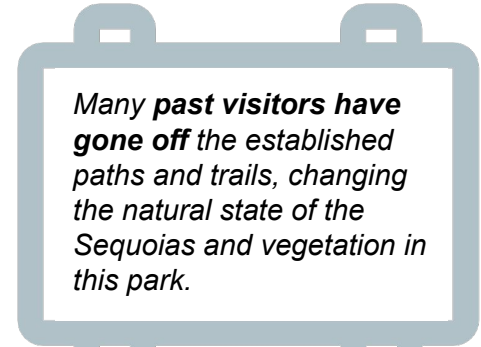 Many past visitors have
gone off the established
paths and trails, changing
the natural state of the
Sequoias and vegetation in
this park.